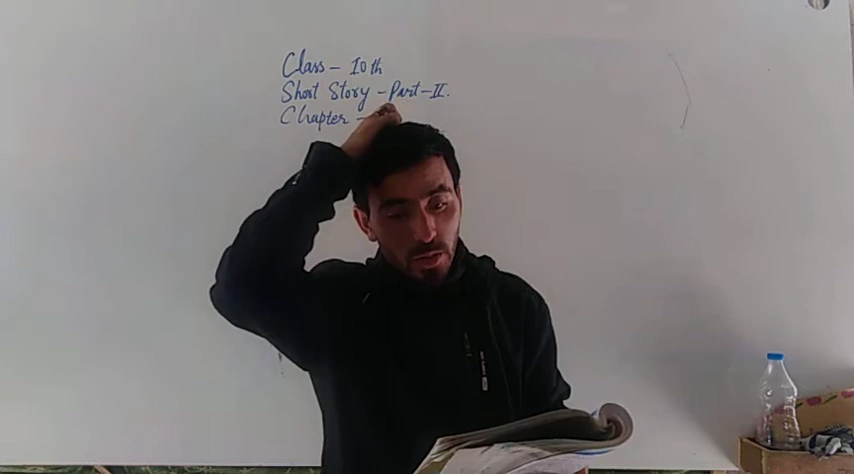 Class - 10th
Short Story - Part-II.
Chapter -